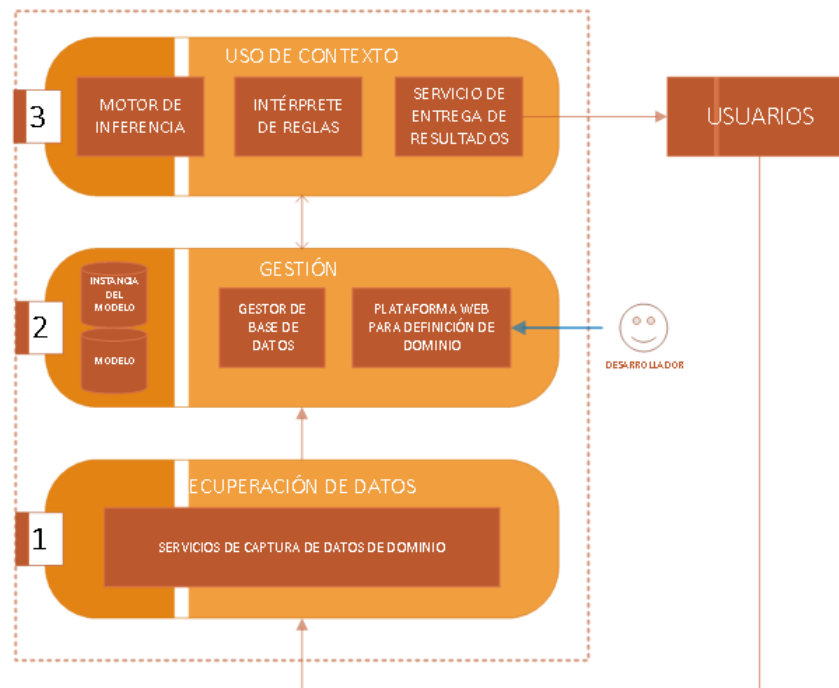 USO DE CONTEXTO
3
MOTOR DE
INFERENCIA
INTÉRPRETE
DE REGLAS
SERVICIO DE
ENTREGA DE
RESULTADOS
USUARIOS
GESTIÓN
2
INSTANCIA
DEL
MODELO
MODELO
GESTOR DE
BASE DE
DATOS
PLATAFORMA WEB
PARA DEFINICIÓN DE
DOMINIO
DESARROLLADOR
ECUPERACIÓN DE DATOS
1
SERVICIOS DE CAPTURA DE DATOS DE DOMINIO